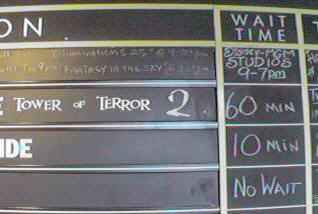 ON
WAIT
TIME
T
"Illuminations 25" @ 9:00pm
"FANTASY IN THE SKY" @
DISNEY-MGM
STUDIOS
9-7pm
E TOWER OF TERROR 2
60 MIN
IDE
10 MIN
NO WAIT